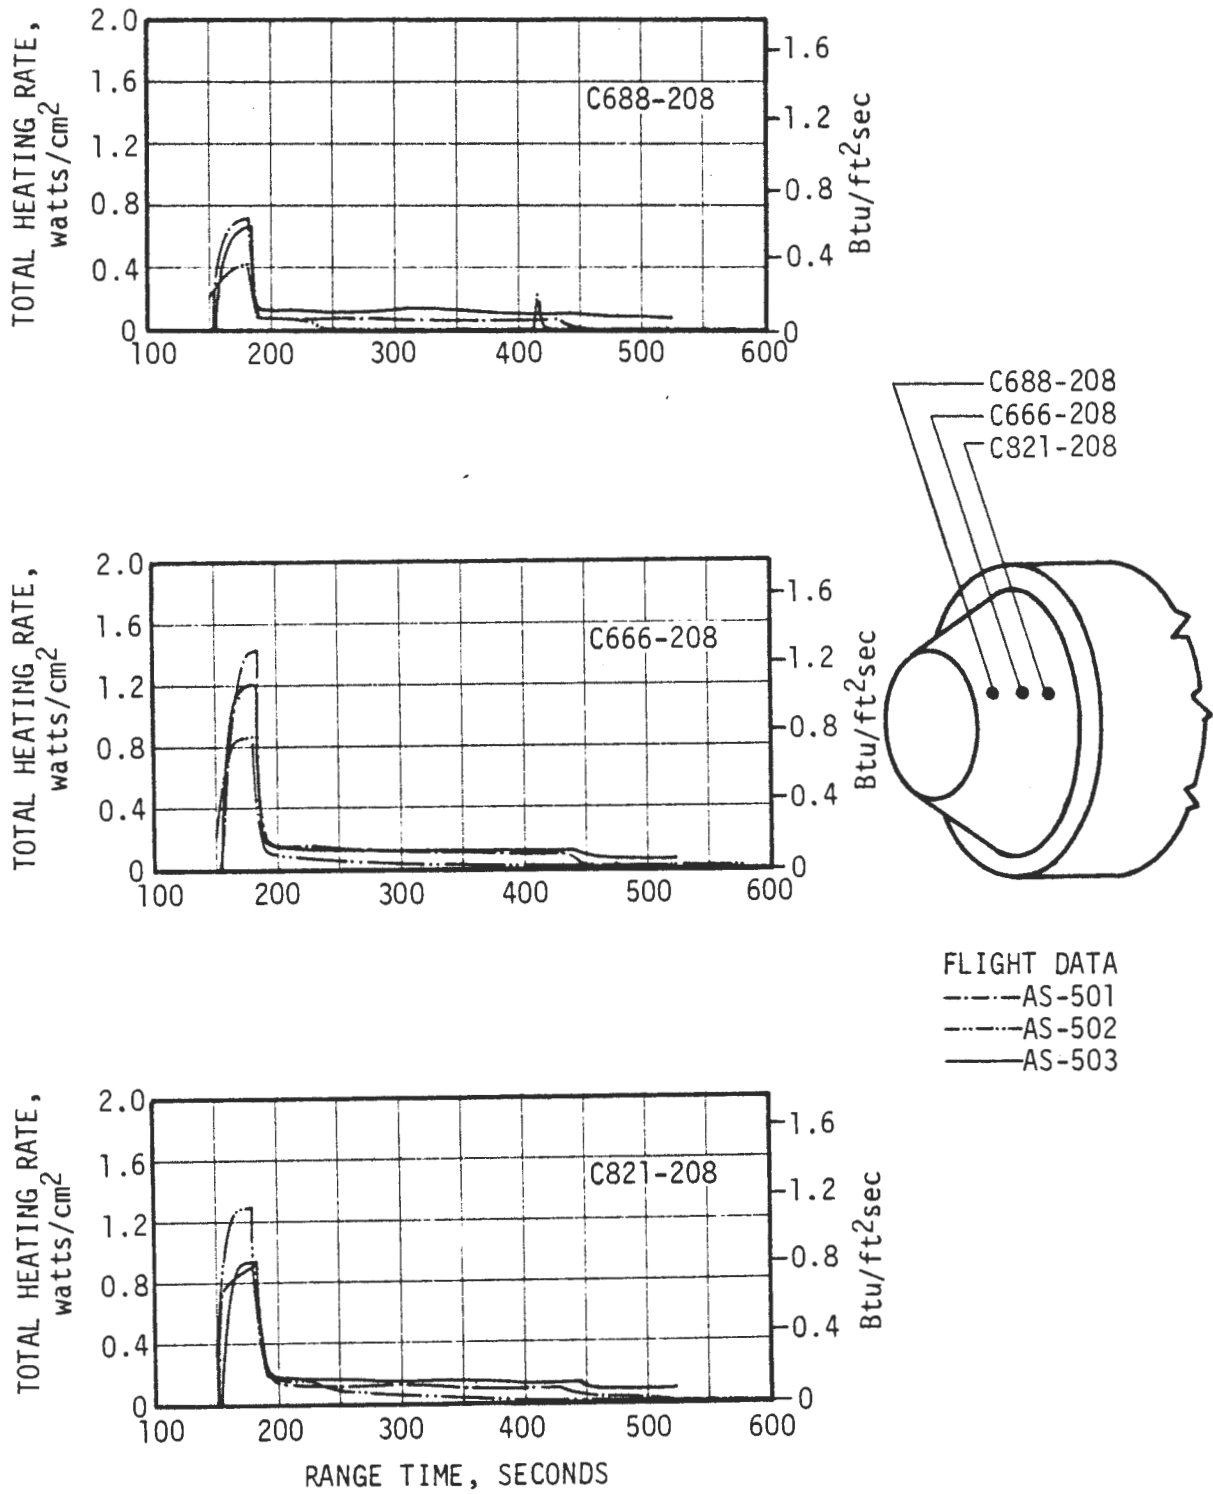 TOTAL HEATING RATE,
watts/cm2
2.0
1.6
1.2
0.8
0.4
0
C688-208
1.6
1.2
0.8
0.4
0
Btu/ft2sec
100 200 300 400 500 600
C688-208
C666-208
C821-208
TOTAL HEATING RATE,
watts/cm2
2.0
1.6
1.2
0.8
0.4
0
C666-208
1.6
1.2
0.8
0.4
0
Btu/ft2sec
100 200 300 400 500 600
FLIGHT DATA
AS-501
AS-502
AS-503
TOTAL HEATING RATE,
watts/cm2
2.0
1.6
1.2
0.8
0.4
0
C821-208
1.6
1.2
0.8
0.4
0
Btu/ft2sec
100 200 300 400 500 600
RANGE TIME, SECONDS